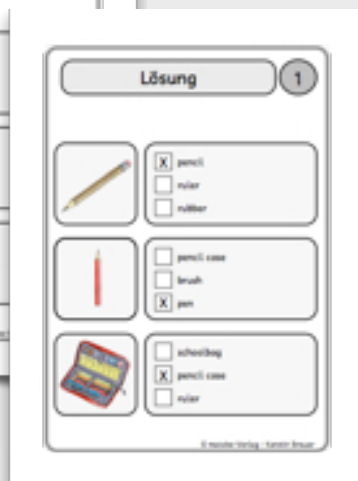 Lösung 1
X pencil
ruler
rubber
pencil case
brush
X pen
schoolbag
X pencil case
ruler